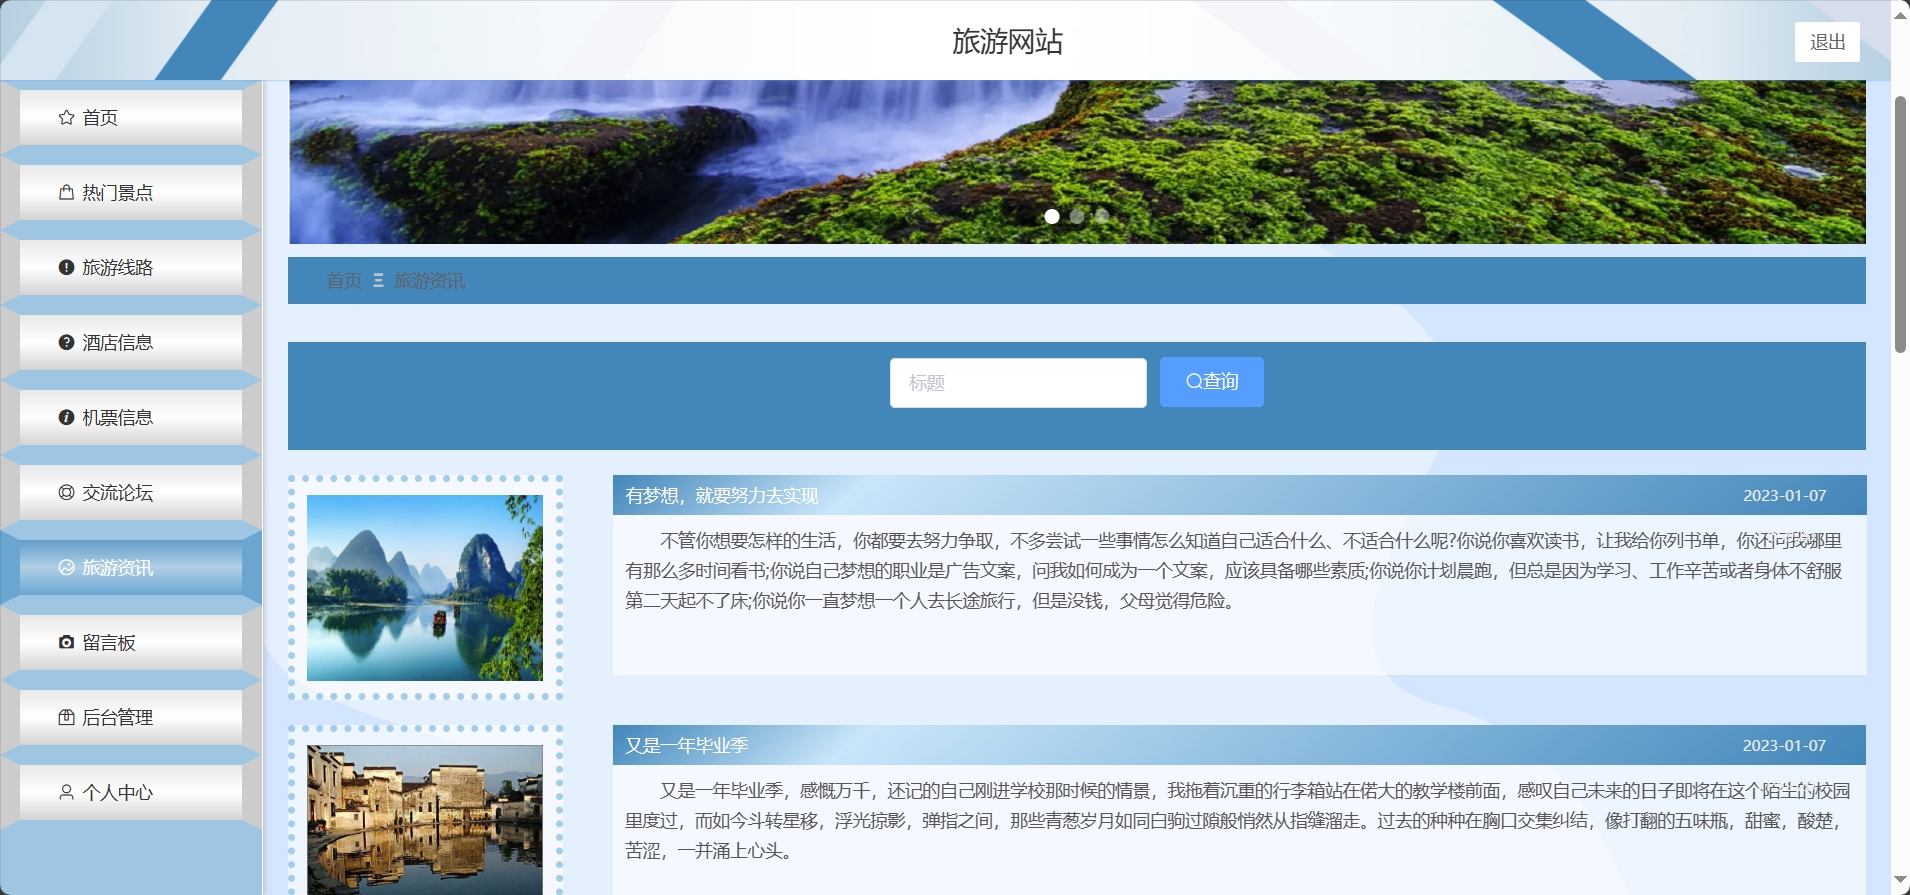 旅游网站
退出
首页
热门景点
旅游线路
酒店信息
机票信息
交流论坛
旅游资讯
留言板
后台管理
个人中心
首页 Ξ 旅游资讯
标题
查询
有梦想，就要努力去实现 2023-01-07
不管你想要怎样的生活，你都要去努力争取，不多尝试一些事情怎么知道自己适合什么、不适合什么呢?你说你喜欢读书，让我给你列书单，你还问我哪里
有那么多时间看书;你说自己梦想的职业是广告文案，问我如何成为一个文案，应该具备哪些素质;你说你计划晨跑，但总是因为学习、工作辛苦或者身体不舒服
第二天起不了床;你说你一直梦想一个人去长途旅行，但是没钱，父母觉得危险。
又是一年毕业季 2023-01-07
又是一年毕业季，感慨万千，还记的自己刚进学校那时候的情景，我拖着沉重的行李箱站在偌大的教学楼前面，感叹自己未来的日子即将在这个陌生的校园
里度过，而如今斗转星移，浮光掠影，弹指之间，那些青葱岁月如同白驹过隙般悄然从指缝溜走。过去的种种在胸口交集纠结，像打翻的五味瓶，甜蜜，酸楚，
苦涩，一并涌上心头。